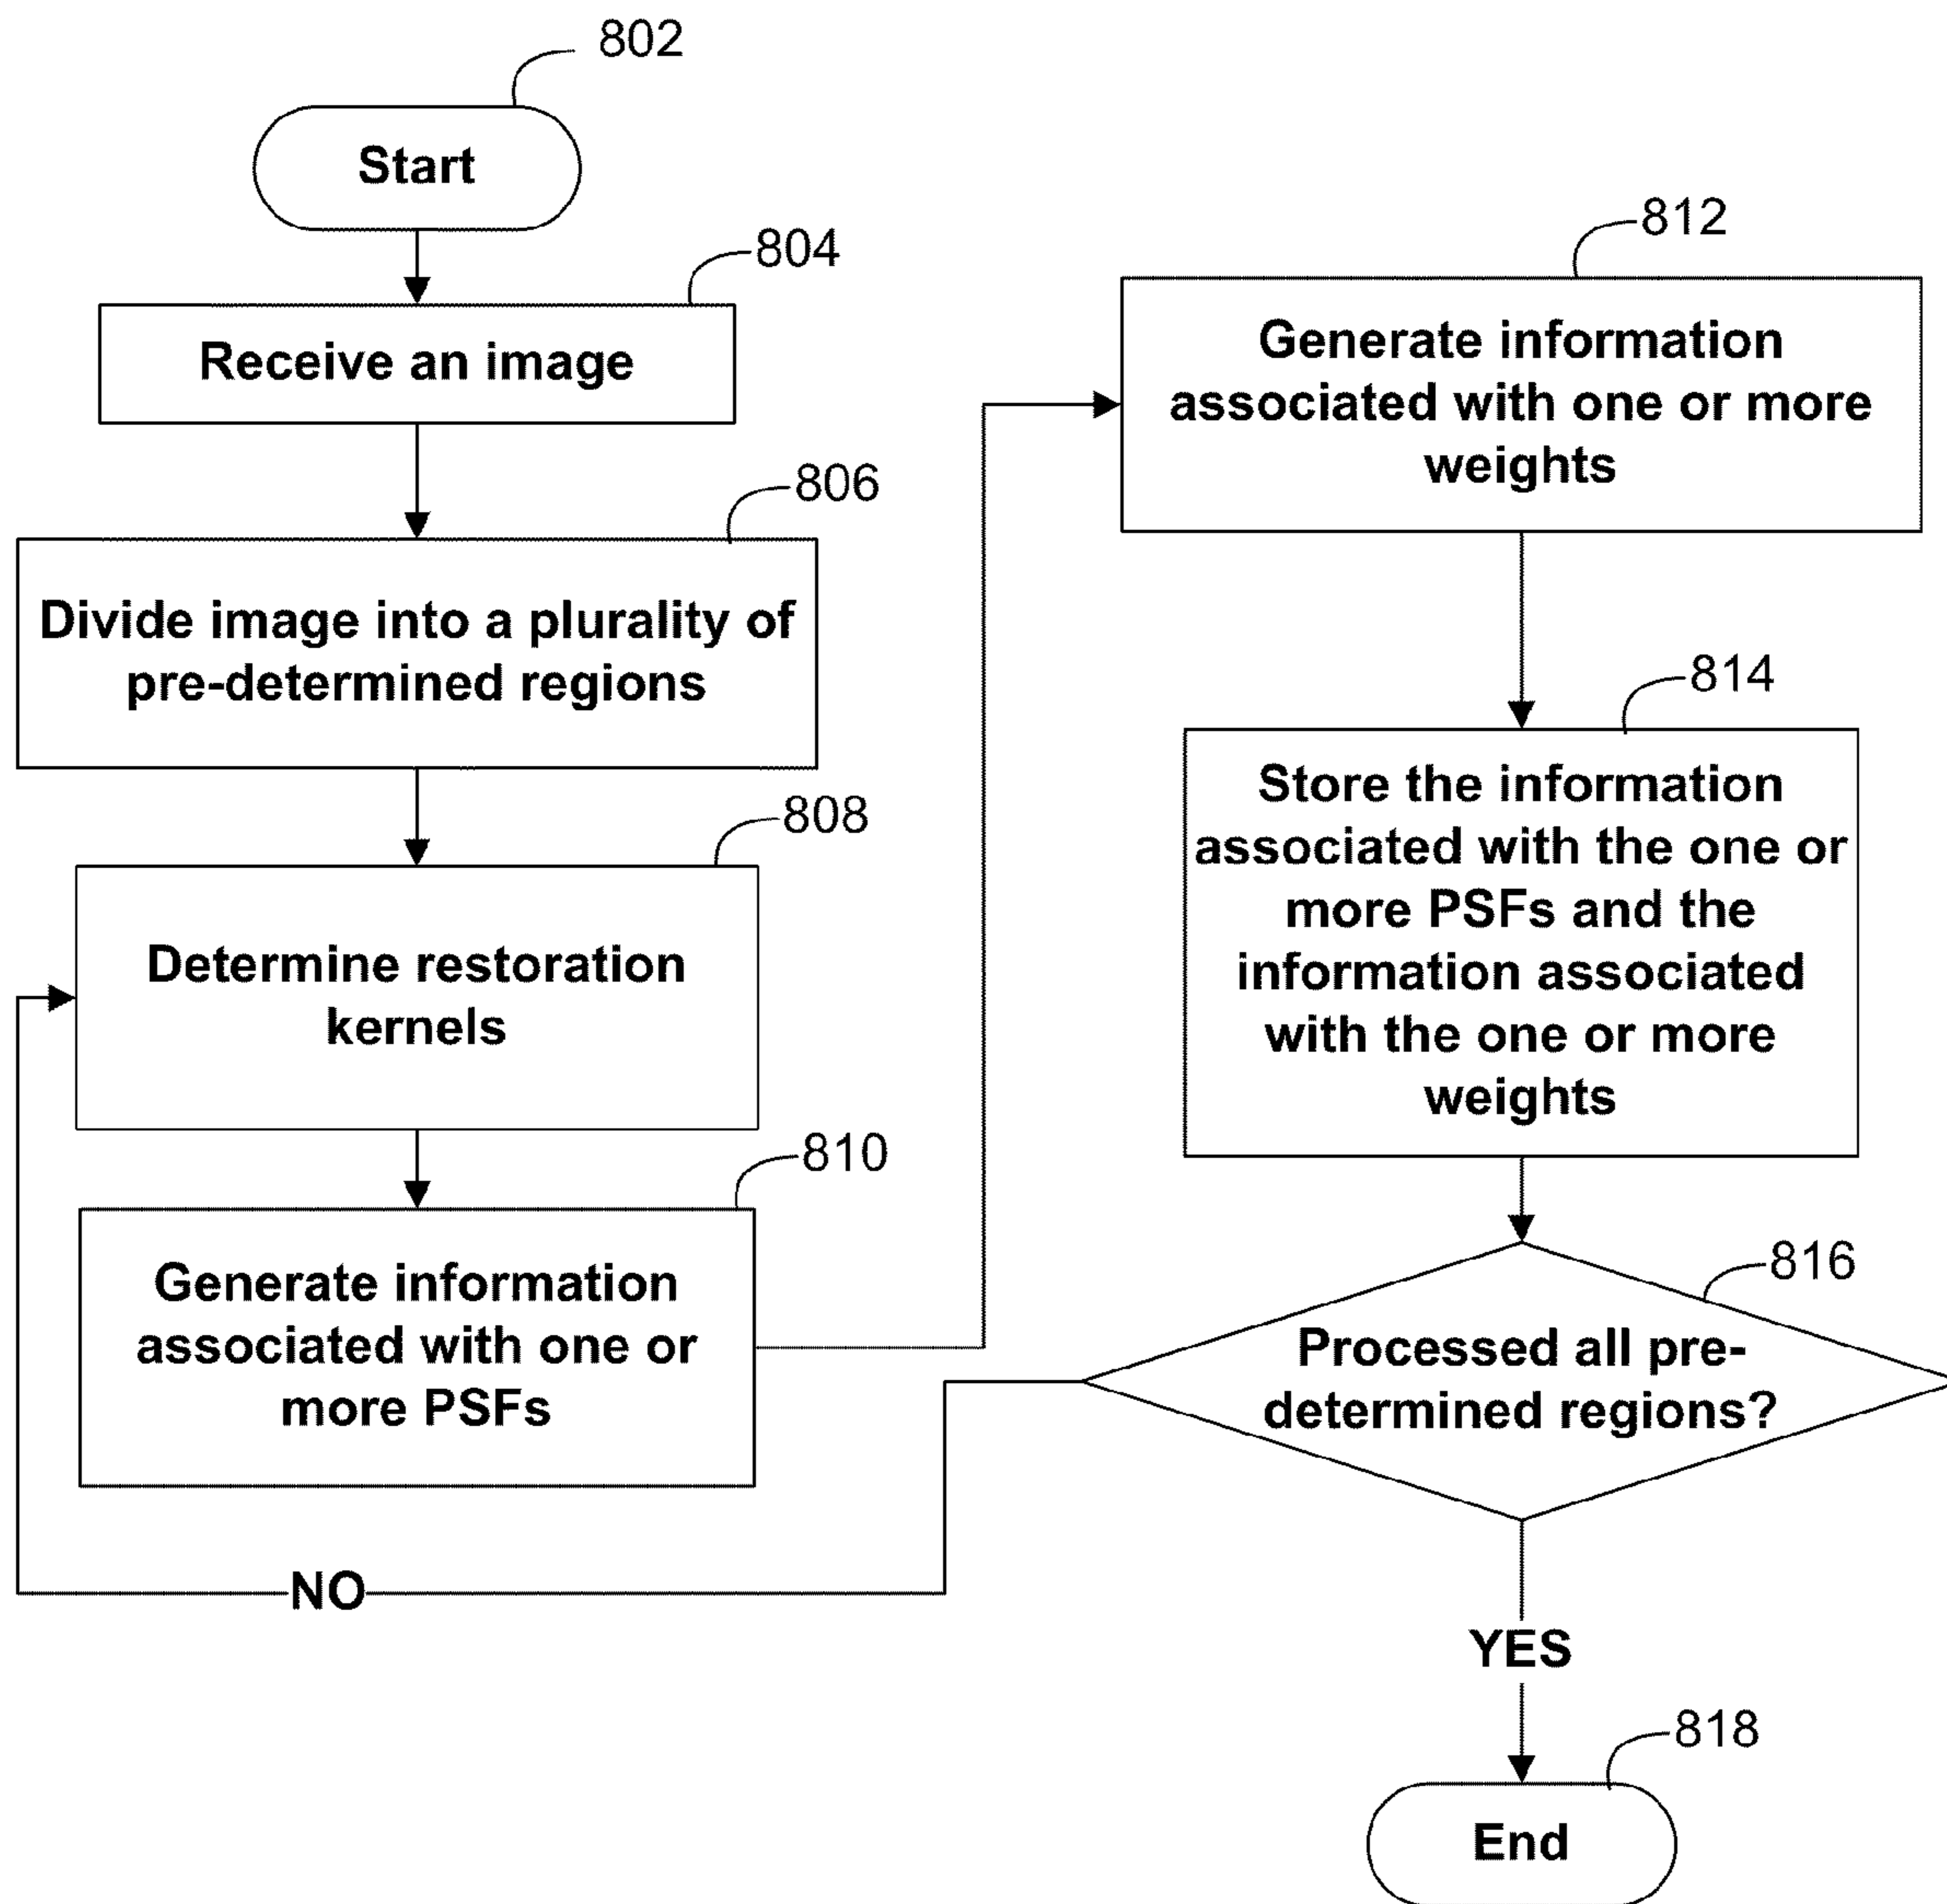 802
Start
804
Receive an image
806
Divide image into a plurality of
pre-determined regions
808
Determine restoration
kernels
810
Generate information
associated with one or
more PSFs
812
Generate information
associated with one or more
weights
814
Store the information
associated with the one or
more PSFs and the
information associated
with the one or more
weights
816
Processed all pre-
determined regions?
NO
YES
818
End